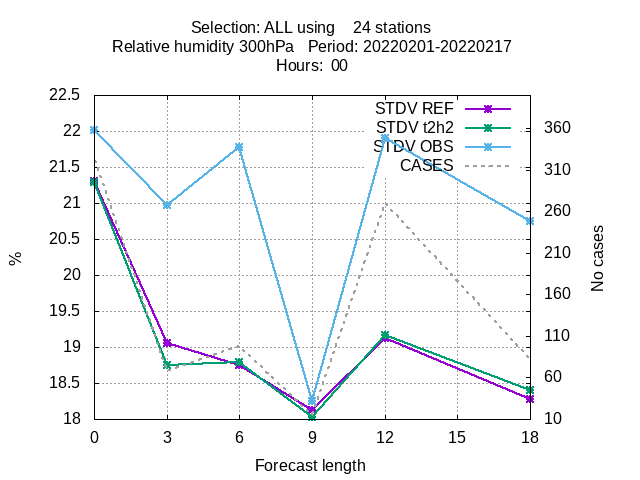 Selection: ALL using    24 stations
Relative humidity 300hPa   Period: 20220201-20220217
Hours:  00
22.5
22
21.5
21
20.5
20
19.5
19
18.5
18
%
STDV REF
STDV t2h2
STDV OBS
CASES
360
310
260
210
160
110
60
10
No cases
0 3 6 9 12 15 18
Forecast length